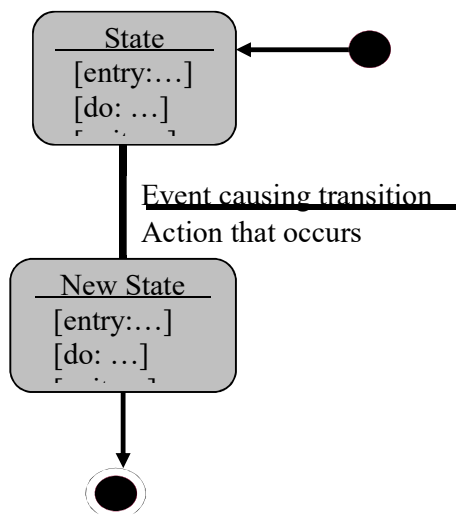 State
[entry:…]
[do: …]
Event causing transition
Action that occurs
New State
[entry:…]
[do: …]